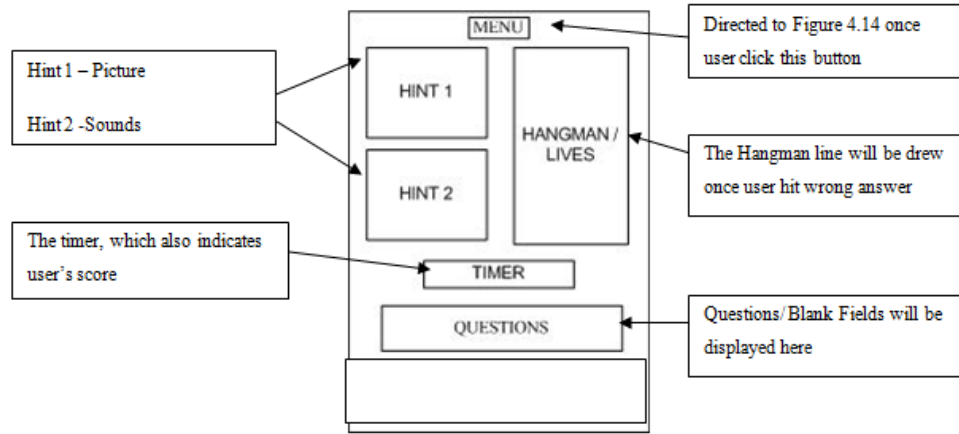 MENU
Directed to Figure 4.14 once
user click this button
Hint 1 – Picture
Hint 2 -Sounds
HINT 1
HANGMAN /
LIVES
The Hangman line will be drew
once user hit wrong answer
HINT 2
The timer, which also indicates
user's score
TIMER
Questions/ Blank Fields will be
displayed here
QUESTIONS